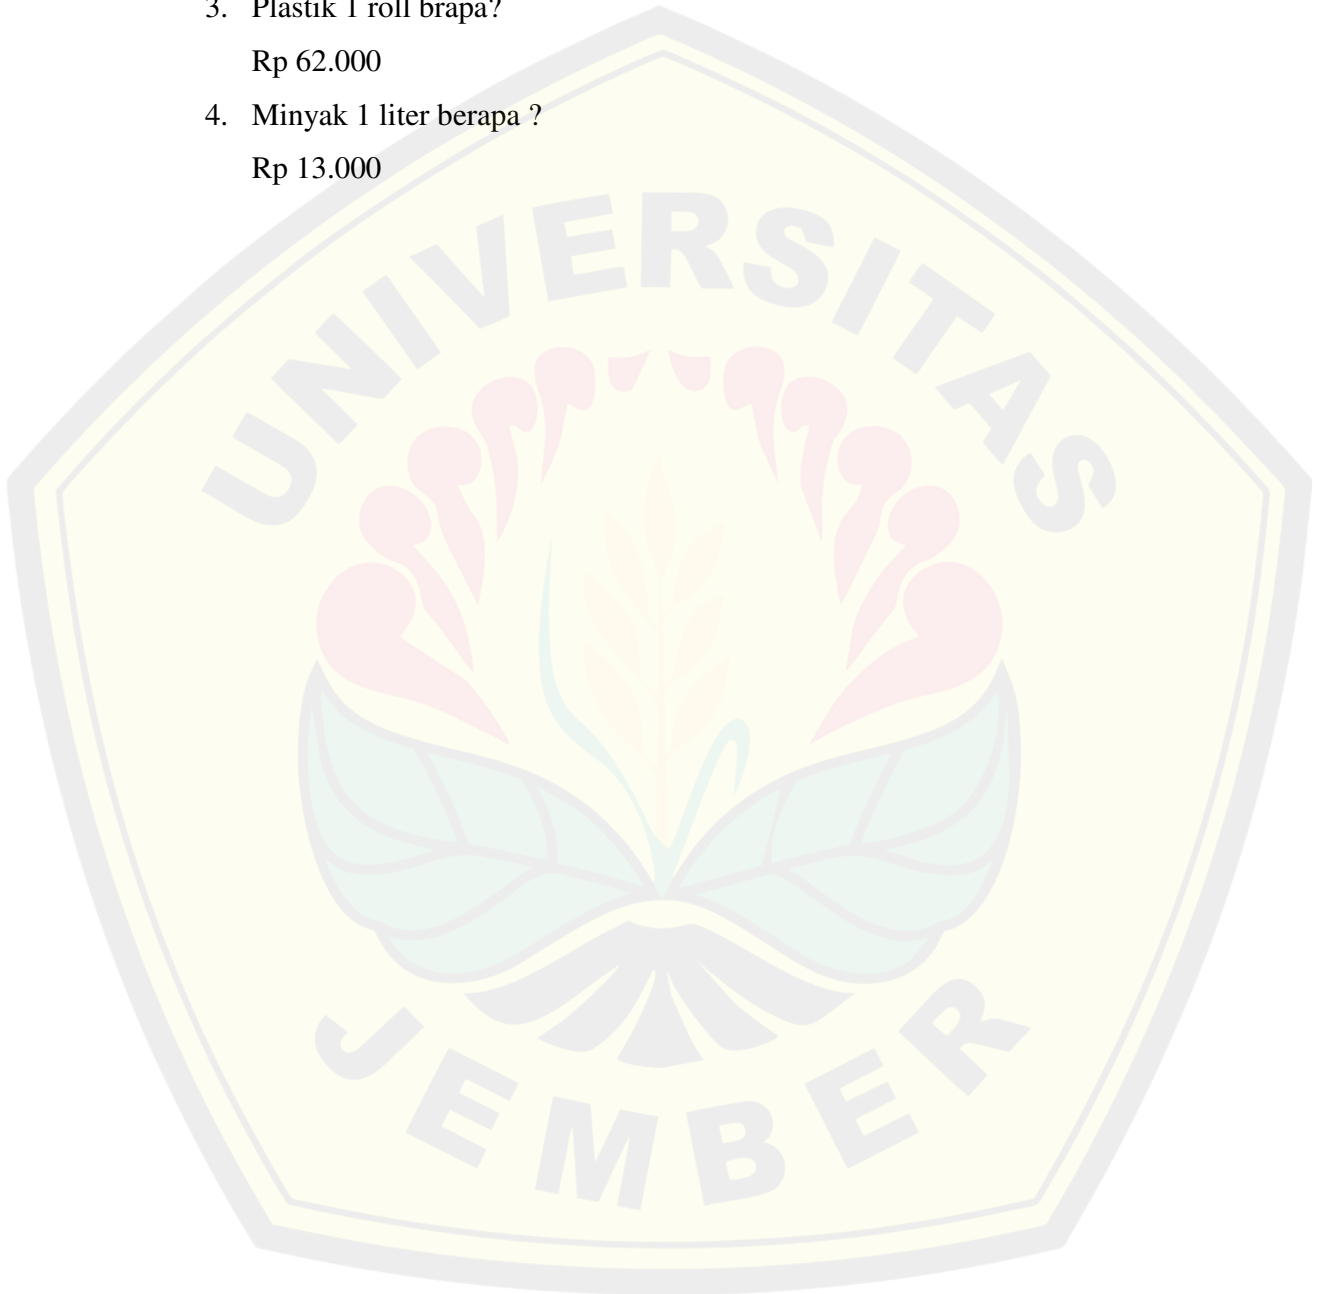 3. Plastik 1 roll brapa?
Rp 62.000
4. Minyak 1 liter berapa ?
Rp 13.000
UNIVERSITAS
JEMBER